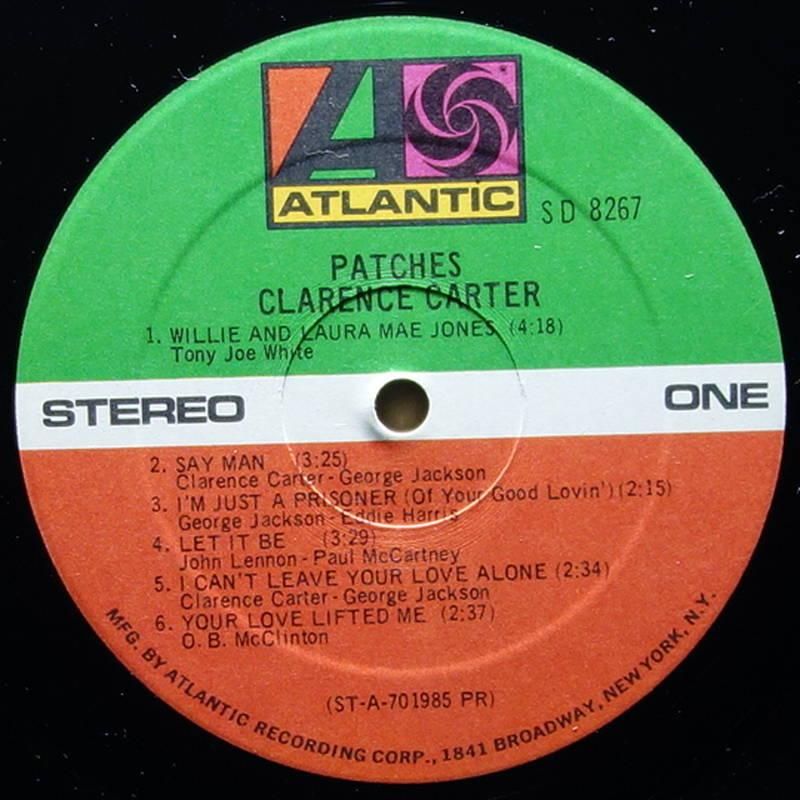 ATLANTIC
SD 8267
PATCHES
CLARENCE CARTER
1. WILLIE AND LAURA MAE JONES (4:18)
Tony Joe White
STEREO
ONE
2. SAY MAN (3:25)
Clarence Carter - George Jackson
3. I'M JUST A PRISONER (Of Your Good Lovin') (2:15)
George Jackson - Eddie Harris
4. LET IT BE (3:29)
John Lennon - Paul McCartney
5. I CAN'T LEAVE YOUR LOVE ALONE (2:34)
Clarence Carter - George Jackson
6. YOUR LOVE LIFTED ME (2:37)
O. B. McClinton
(ST-A-701985 PR)
MFG. BY ATLANTIC RECORDING CORP., 1841 BROADWAY, NEW YORK, N.Y.